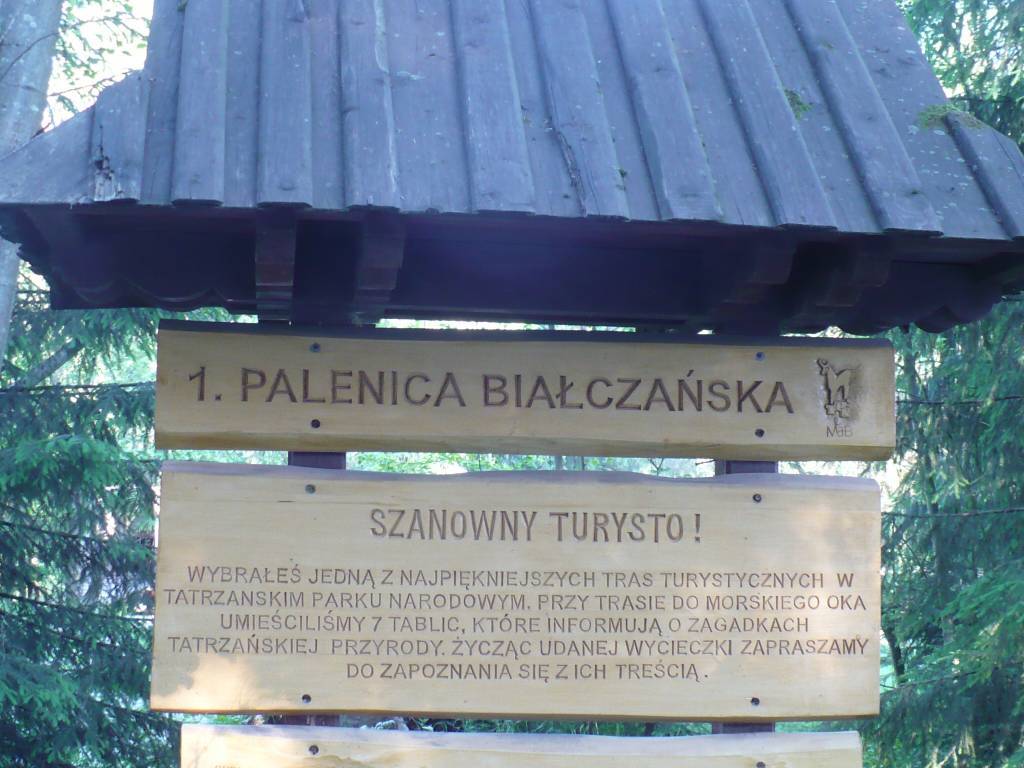 1. PALENICA BIAŁCZAŃSKA
SZANOWNY TURYSTO!
WYBRAŁEŚ JEDNĄ Z NAJPIĘKNIEJSZYCH TRAS TURYSTYCZNYCH W
TATRZANSKIM PARKU NARODOWYM. PRZY TRASIE DO MORSKIEGO OKA
UMIEŚCILIŚMY 7 TABLIC, KTÓRE INFORMUJĄ O ZAGADKACH
TATRZAŃSKIEJ PRZYRODY. ŻYCZĄC UDANEJ WYCIECZKI ZAPRASZAMY
DO ZAPOZNANIA SIĘ Z ICH TREŚCIĄ.